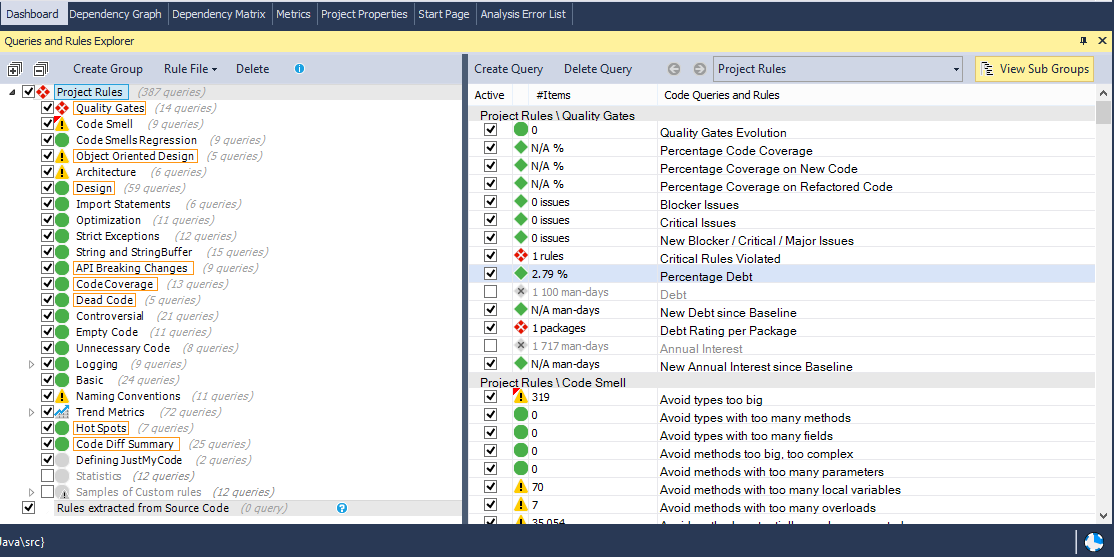 Dashboard Dependency Graph Dependency Matrix Metrics Project Properties Start Page Analysis Error List
Queries and Rules Explorer
Create Group Rule File Delete
Project Rules (387 queries)
Quality Gates (14 queries)
Code Smell (9 queries)
Code Smells Regression (9 queries)
Object Oriented Design (5 queries)
Architecture (6 queries)
Design (59 queries)
Import Statements (6 queries)
Optimization (11 queries)
Strict Exceptions (12 queries)
String and StringBuffer (15 queries)
API Breaking Changes (9 queries)
Code Coverage (13 queries)
Dead Code (5 queries)
Controversial (21 queries)
Empty Code (11 queries)
Unnecessary Code (8 queries)
Logging (9 queries)
Basic (24 queries)
Naming Conventions (11 queries)
Trend Metrics (72 queries)
Hot Spots (7 queries)
Code Diff Summary (25 queries)
Defining JustMyCode (2 queries)
Statistics (12 queries)
Samples of Custom rules (12 queries)
Rules extracted from Source Code (0 query)
Create Query Delete Query Project Rules View Sub Groups
Active #Items Code Queries and Rules
Project Rules \ Quality Gates
0 Quality Gates Evolution
N/A % Percentage Code Coverage
N/A % Percentage Coverage on New Code
N/A % Percentage Coverage on Refactored Code
0 issues Blocker Issues
0 issues Critical Issues
0 issues New Blocker / Critical / Major Issues
1 rules Critical Rules Violated
2.79 % Percentage Debt
1 100 man-days Debt
N/A man-days New Debt since Baseline
1 packages Debt Rating per Package
1 717 man-days Annual Interest
N/A man-days New Annual Interest since Baseline
Project Rules \ Code Smell
319 Avoid types too big
0 Avoid types with too many methods
0 Avoid types with too many fields
0 Avoid methods too big, too complex
0 Avoid methods with too many parameters
70 Avoid methods with too many local variables
7 Avoid methods with too many overloads
35 054
Java\src}